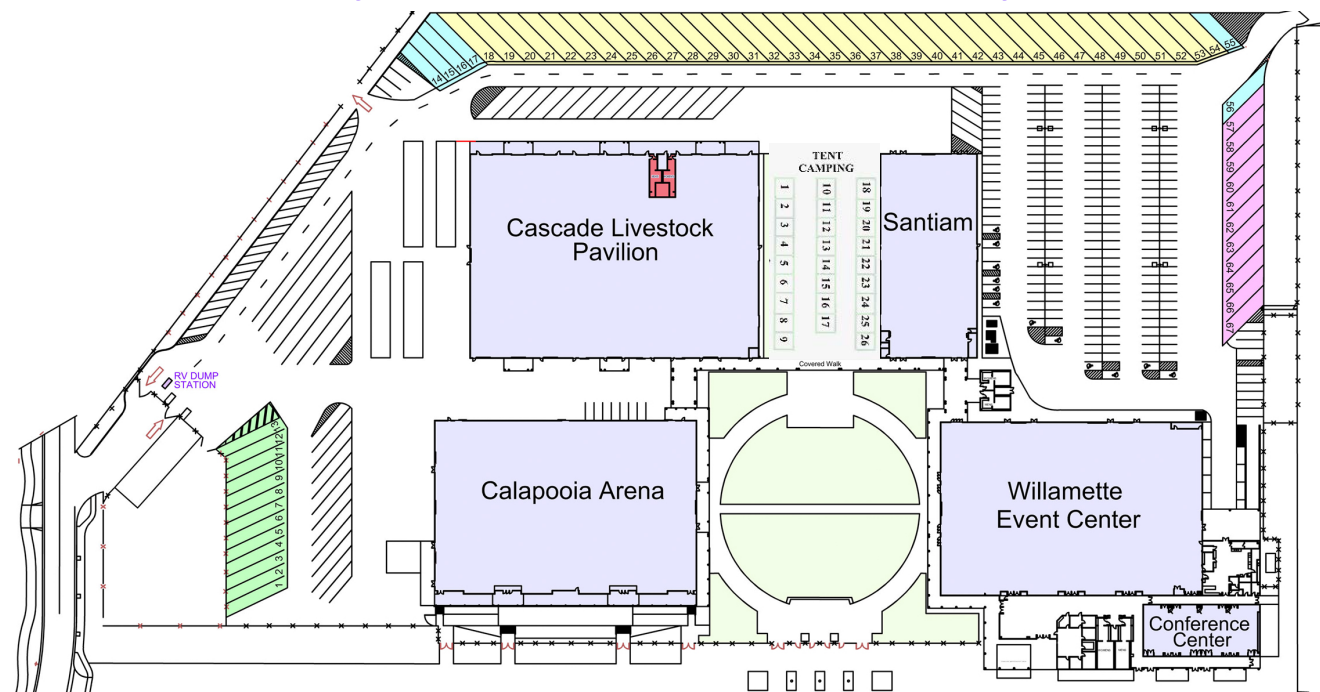 14 15 16 17 18 19 20 21 22 23 24 25 26 27 28 29 30 31 32 33 34 35 36 37 38 39 40 41 42 43 44 45 46 47 48 49 50 51 52 53 54 55
56
57
58
59
60
61
62
63
64
65
66
67
TENT
CAMPING
1 10 18
2 11 19
3 12 20
4 13 21
5 14 22
6 15 23
7 16 24
8 17 25
9 26
Cascade Livestock
Pavilion
Santiam
Covered Walk
RV DUMP
STATION
13
12
11
10
9
8
7
6
5
4
3
2
1
Calapooia Arena
Willamette
Event Center
Conference
Center